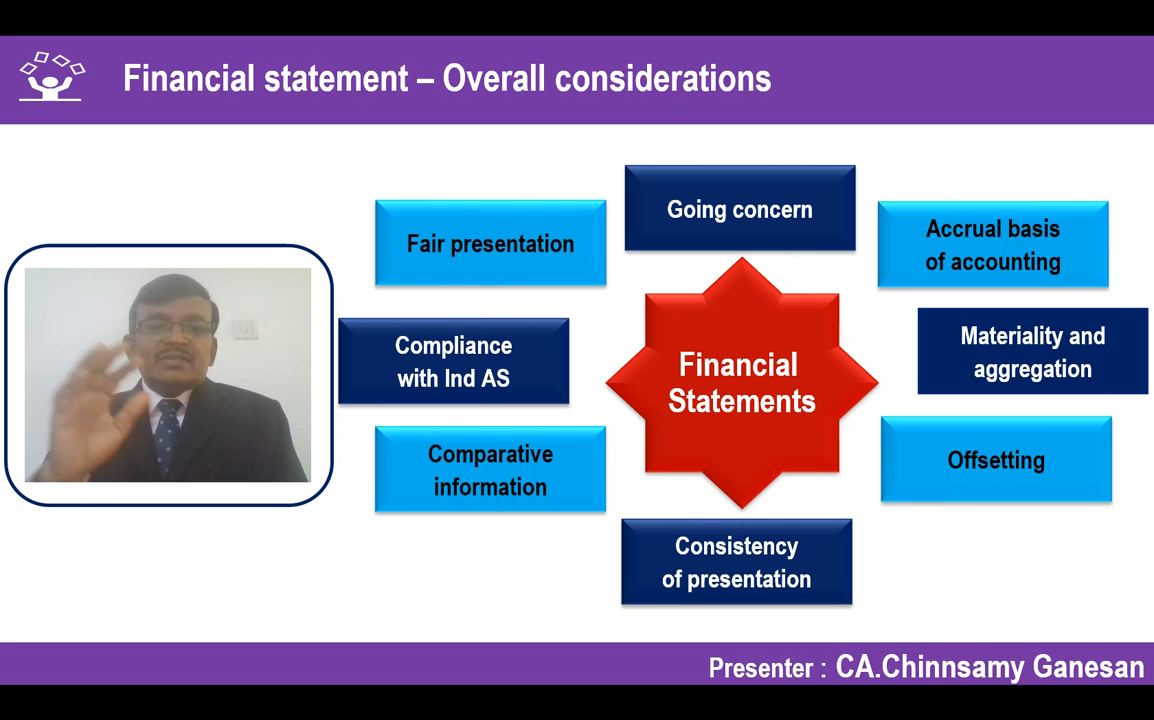 Financial statement – Overall considerations
Going concern
Fair presentation
Accrual basis
of accounting
Compliance
with Ind AS
Financial
Statements
Materiality and
aggregation
Comparative
information
Offsetting
Consistency
of presentation
Presenter : CA.Chinnsamy Ganesan